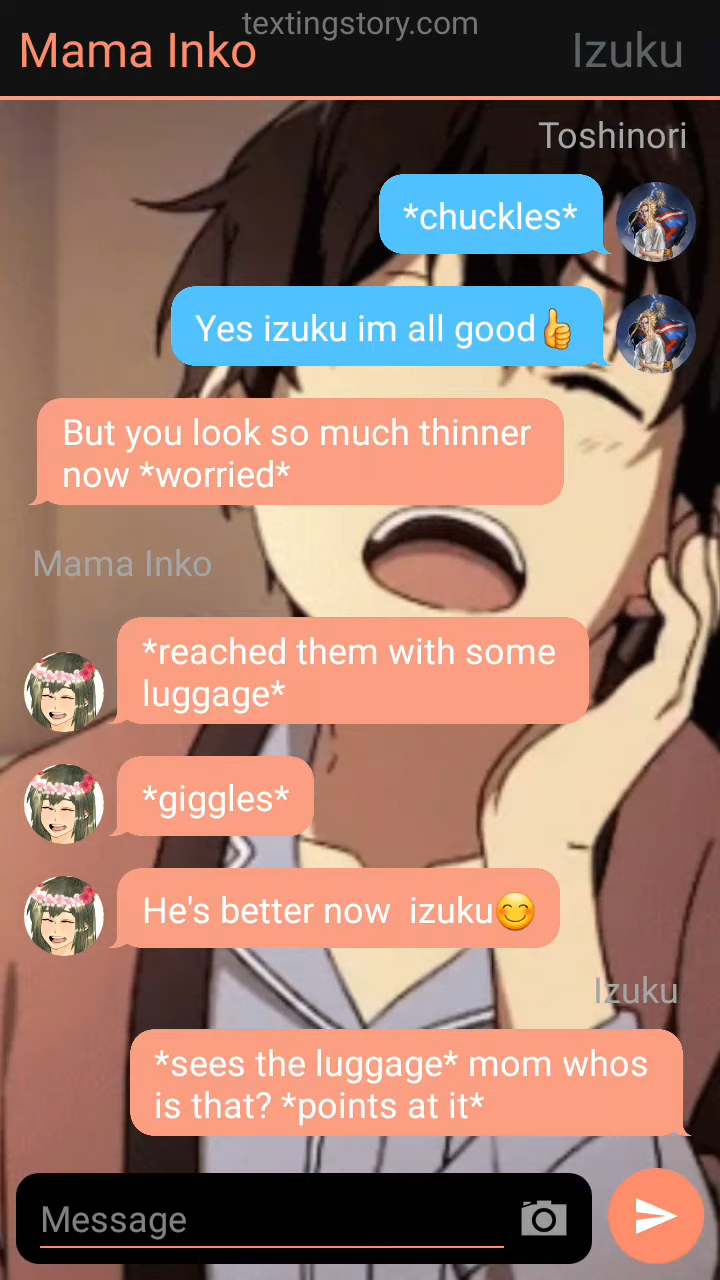 textingstory.com
Mama Inko
Izuku
Toshinori
*chuckles*
Yes izuku im all good👍
But you look so much thinner
now *worried*
Mama Inko
*reached them with some
luggage*
*giggles*
He's better now  izuku😊
Izuku
*sees the luggage* mom whos
is that? *points at it*
Message